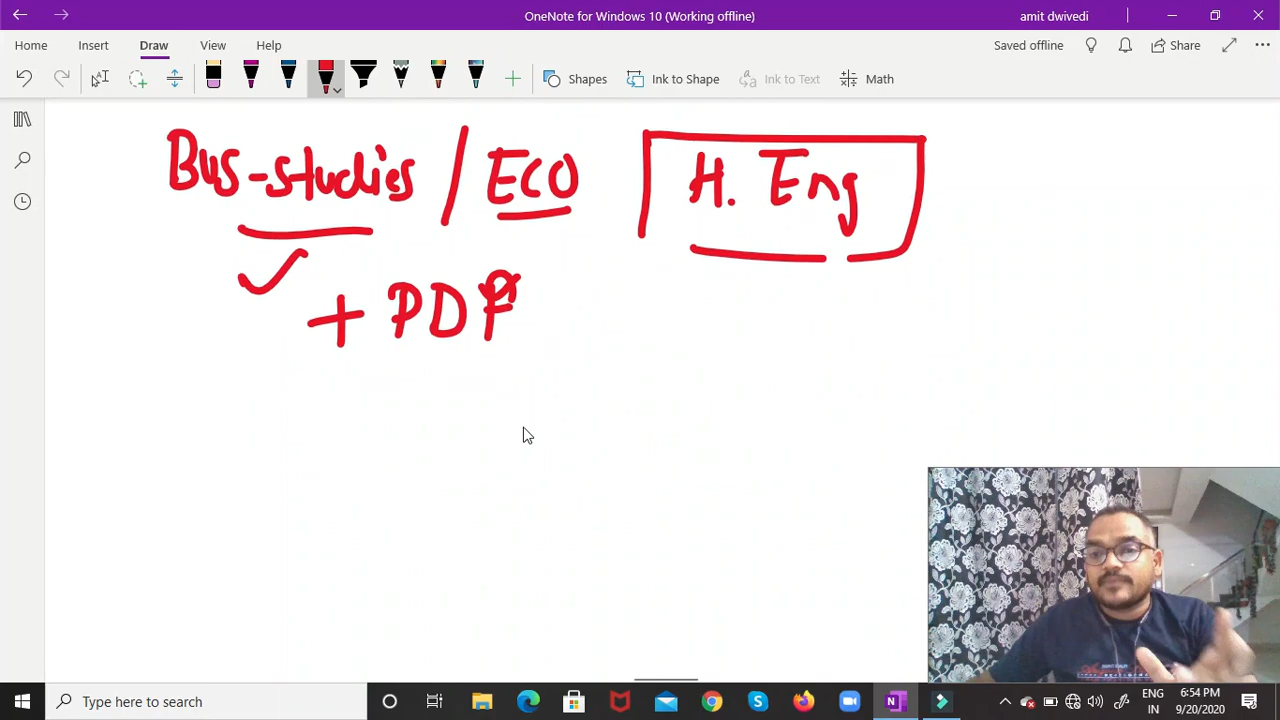 OneNote for Windows 10 (Working offline)
amit dwivedi
Home Insert Draw View Help
Saved offline
Share
Shapes
Ink to Shape
Ink to Text
Math
Bus-studies / ECO
H. Eng
+ PDF
Type here to search
ENG
IN
6:54 PM
9/20/2020